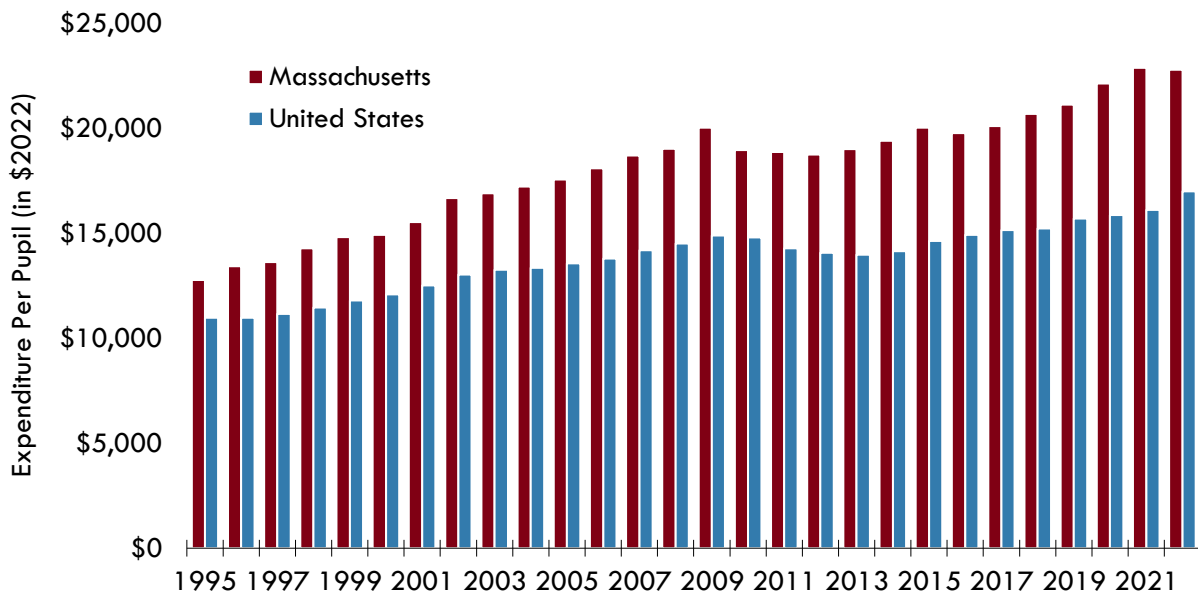 $25,000
Massachusetts
United States
$20,000
$15,000
$10,000
$5,000
$0
Expenditure Per Pupil (in $2022)
1995 1997 1999 2001 2003 2005 2007 2009 2011 2013 2015 2017 2019 2021